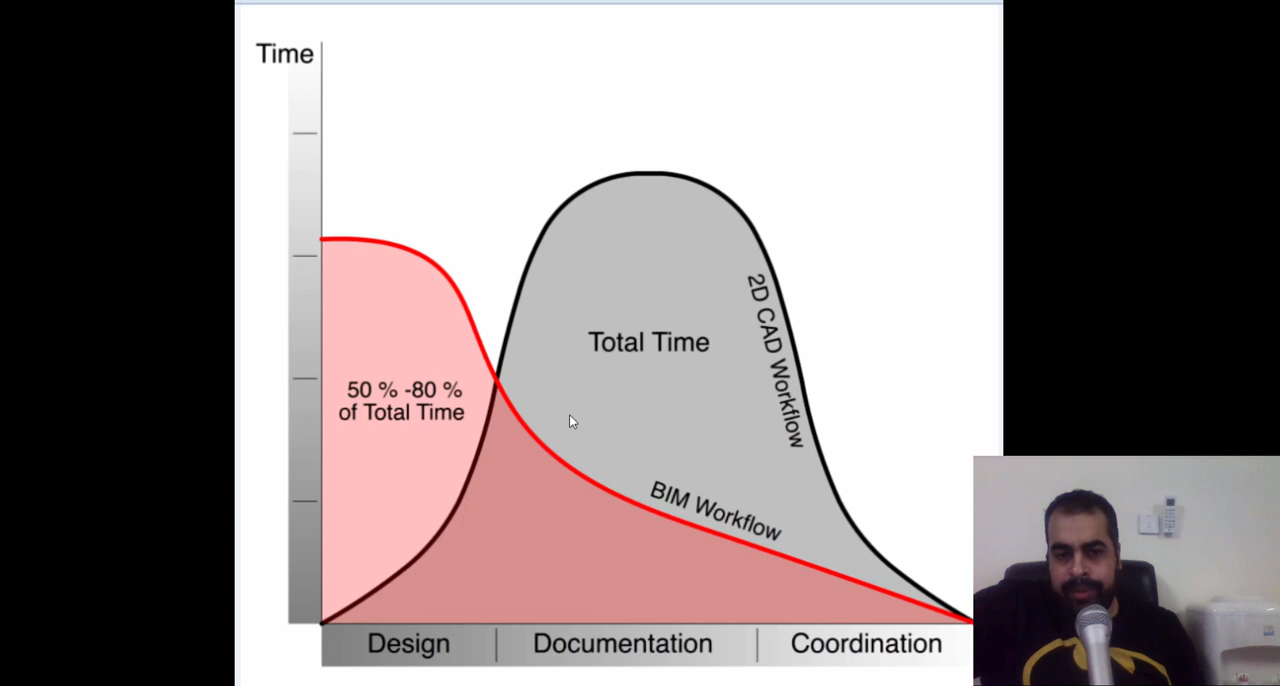 Time
Total Time
2D CAD Workflow
50 % -80 %
of Total Time
BIM Workflow
Design
Documentation
Coordination